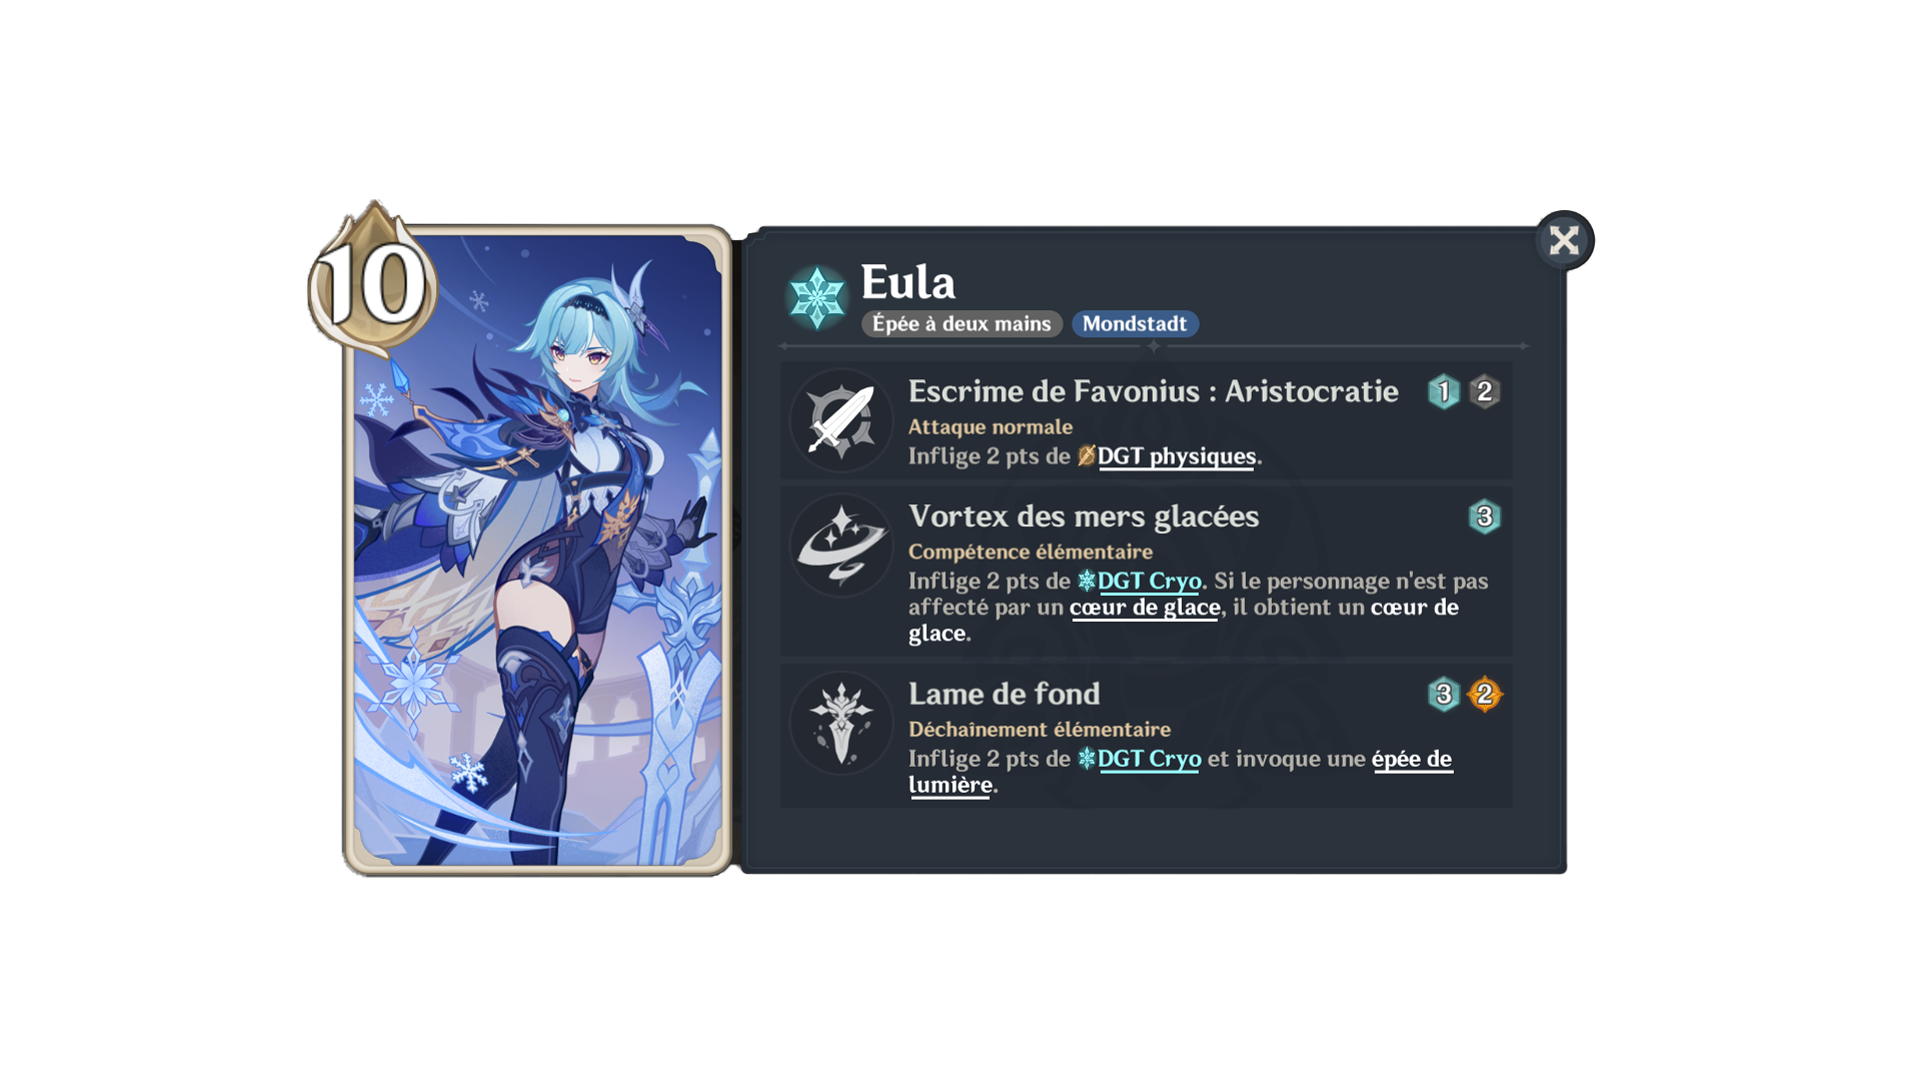 10
Eula
Épée à deux mains Mondstadt
Escrime de Favonius : Aristocratie 1 2
Attaque normale
Inflige 2 pts de DGT physiques.
Vortex des mers glacées 3
Compétence élémentaire
Inflige 2 pts de DGT Cryo. Si le personnage n'est pas
affecté par un cœur de glace, il obtient un cœur de
glace.
Lame de fond 3 2
Déchaînement élémentaire
Inflige 2 pts de DGT Cryo et invoque une épée de
lumière.